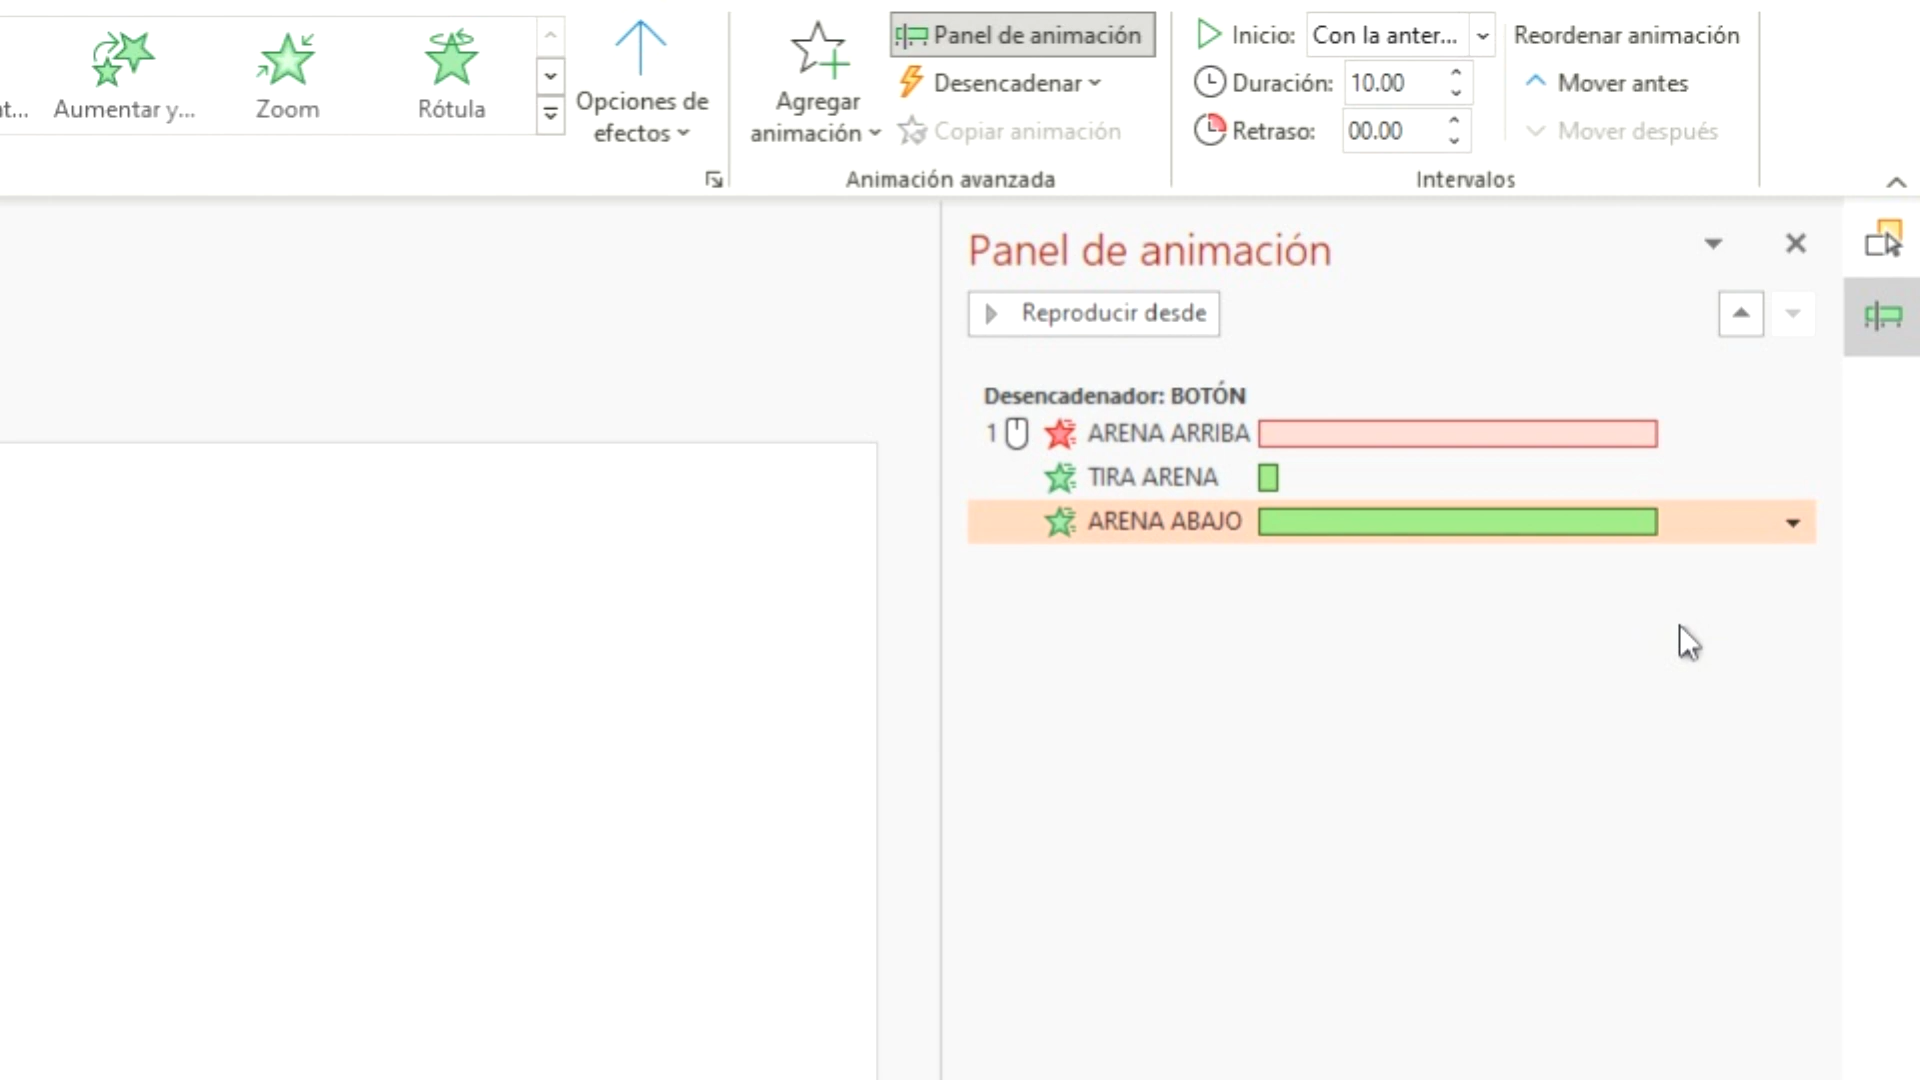 Panel de animación
Inicio: Con la anter...
Reordenar animación
Desencadenar
Duración: 10.00
Mover antes
t... Aumentar y...
Zoom
Rótula
Opciones de
efectos
Agregar
animación
Copiar animación
Retraso: 00.00
Mover después
Animación avanzada
Intervalos
Panel de animación
Reproducir desde
Desencadenador: BOTÓN
1 ARENA ARRIBA
TIRA ARENA
ARENA ABAJO